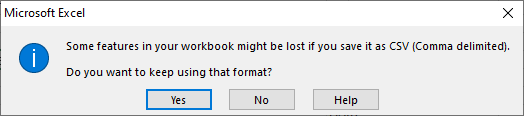 Microsoft Excel
Some features in your workbook might be lost if you save it as CSV (Comma delimited).
Do you want to keep using that format?
Yes No Help